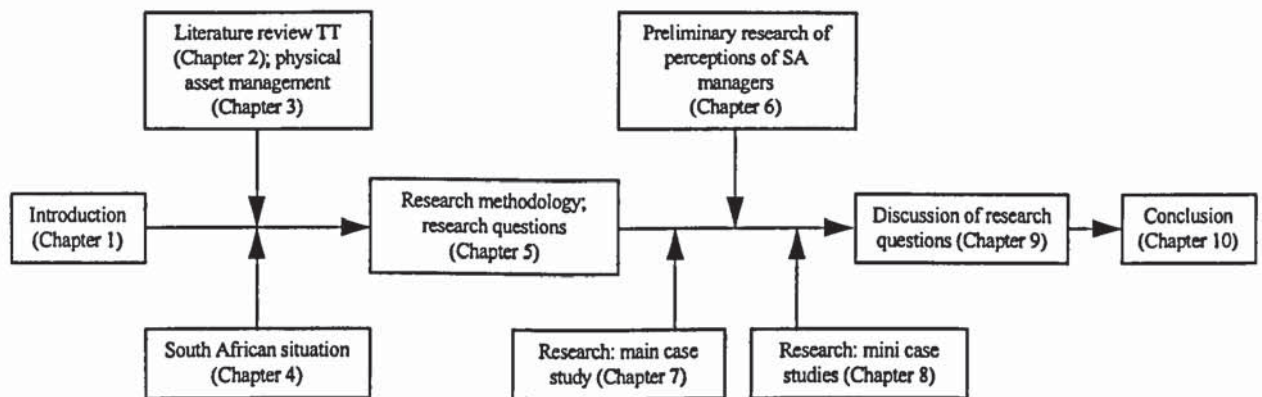 Literature review TT
(Chapter 2); physical
asset management
(Chapter 3)
Preliminary research of
perceptions of SA
managers
(Chapter 6)
Introduction
(Chapter 1)
Research methodology;
research questions
(Chapter 5)
Discussion of research
questions (Chapter 9)
Conclusion
(Chapter 10)
South African situation
(Chapter 4)
Research: main case
study (Chapter 7)
Research: mini case
studies (Chapter 8)